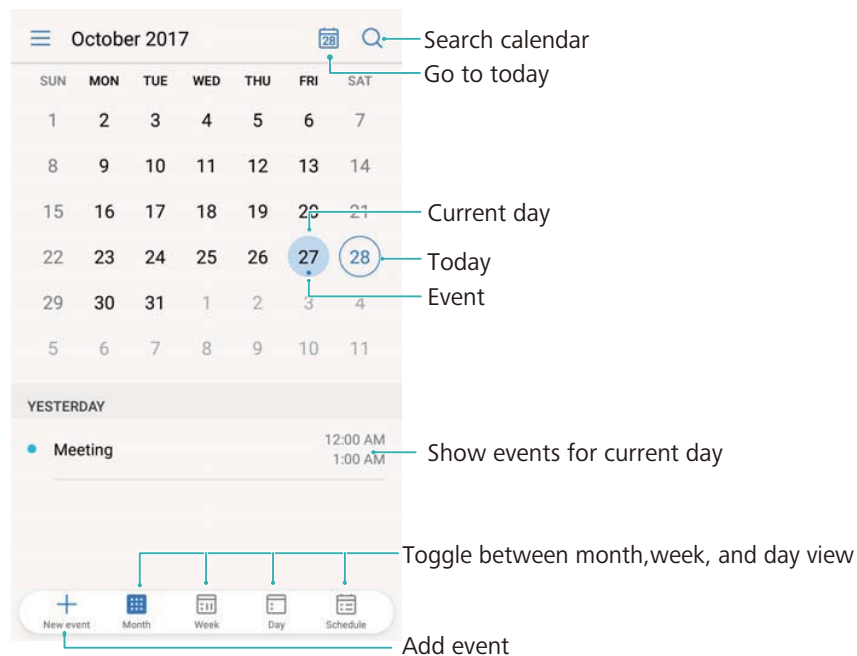 October 2017
28
Search calendar
Go to today
SUN MON TUE WED THU FRI SAT
1 2 3 4 5 6 7
8 9 10 11 12 13 14
15 16 17 18 19 20 21
Current day
22 23 24 25 26 27 28
Today
Event
29 30 31 1 2 3 4
5 6 7 8 9 10 11
YESTERDAY
Meeting
12:00 AM
1:00 AM
Show events for current day
Toggle between month,week, and day view
New event Month Week Day Schedule
Add event